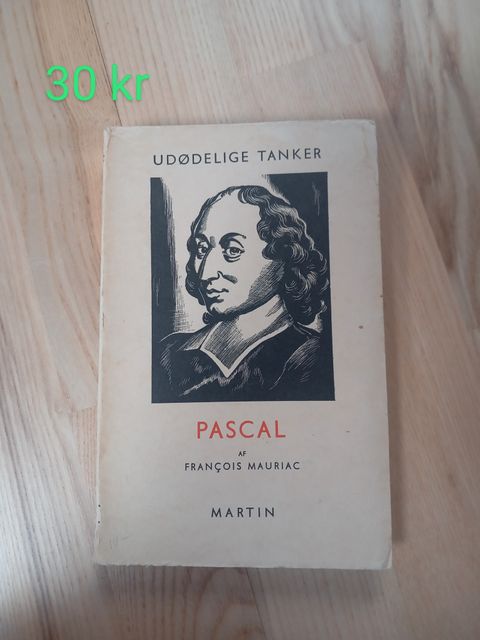 30 kr
UDØDELIGE TANKER
PASCAL
AF
FRANÇOIS MAURIAC
MARTIN